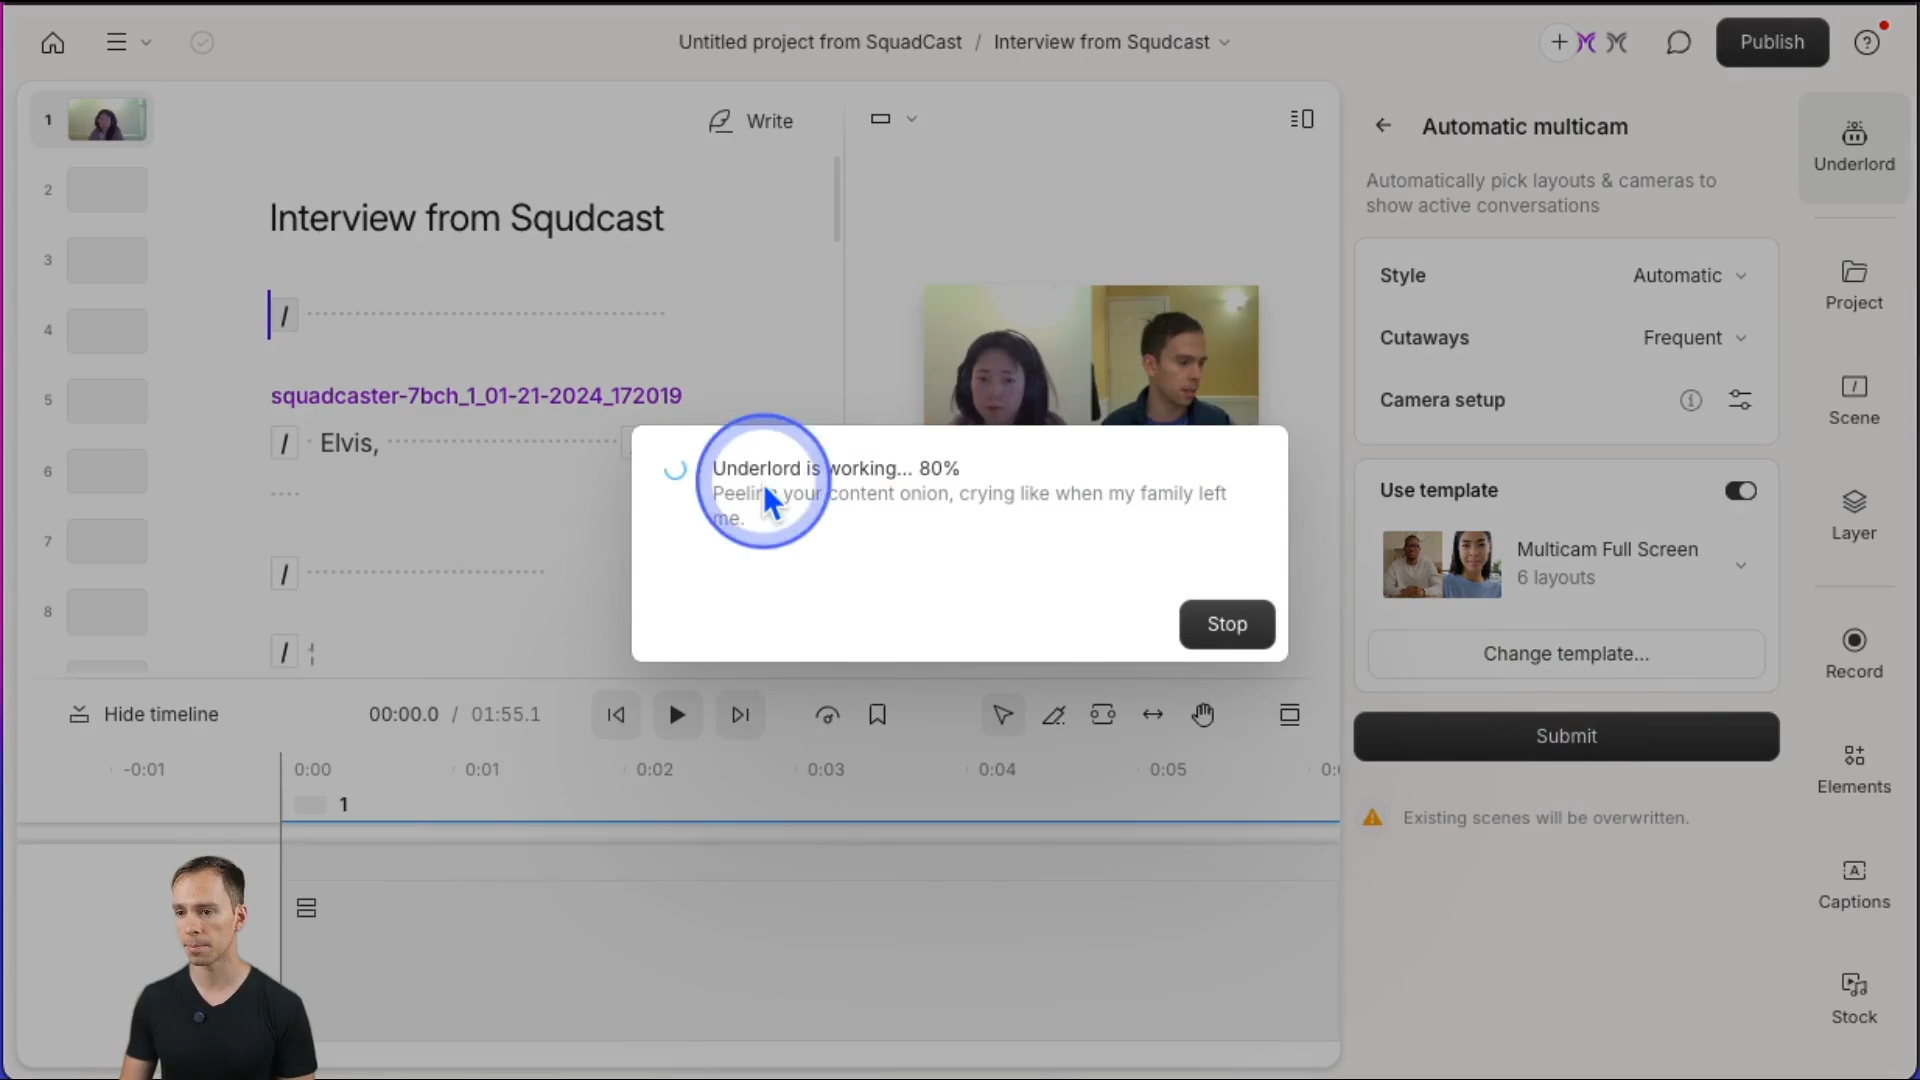 Untitled project from SquadCast / Interview from Squdcast
Publish
1
2
3
4
5
6
7
8
Write
Interview from Squdcast
/
squadcaster-7bch_1_01-21-2024_172019
/ Elvis,
/
/
Underlord is working... 80%
Peeling your content onion, crying like when my family left
me.
Stop
Automatic multicam
Automatically pick layouts & cameras to
show active conversations
Style Automatic
Cutaways Frequent
Camera setup
Use template
Multicam Full Screen
6 layouts
Change template...
Submit
Existing scenes will be overwritten.
Underlord
Project
Scene
Layer
Record
Elements
Captions
Stock
Hide timeline
00:00.0 / 01:55.1
-0:01 0:00 0:01 0:02 0:03 0:04 0:05
1